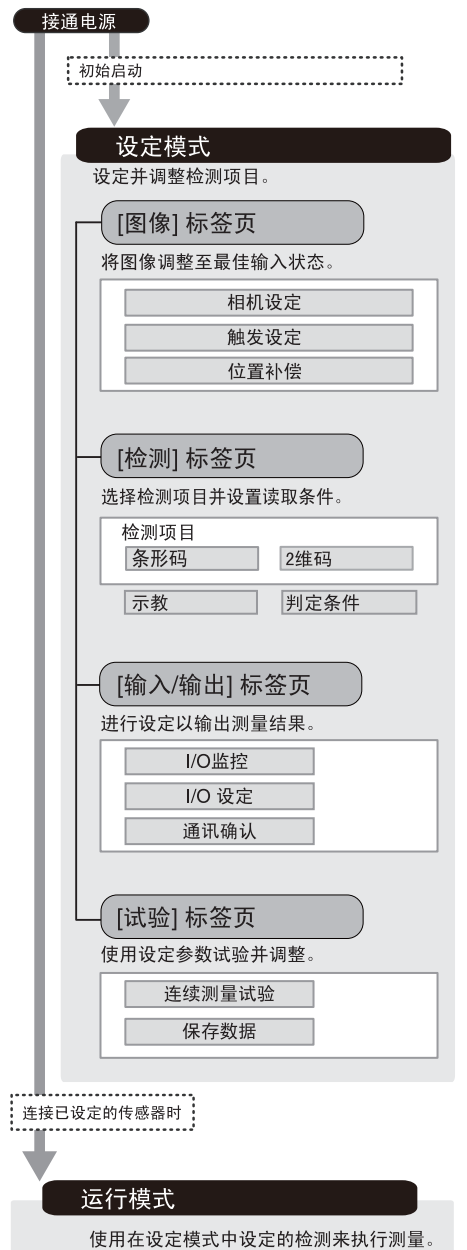 接通电源
初始启动
设定模式
设定并调整检测项目。
[图像] 标签页
将图像调整至最佳输入状态。
相机设定
触发设定
位置补偿
[检测] 标签页
选择检测项目并设置读取条件。
检测项目
条形码 2维码
示教 判定条件
[输入/输出] 标签页
进行设定以输出测量结果。
I/O监控
I/O 设定
通讯确认
[试验] 标签页
使用设定参数试验并调整。
连续测量试验
保存数据
连接已设定的传感器时
运行模式
使用在设定模式中设定的检测来执行测量。